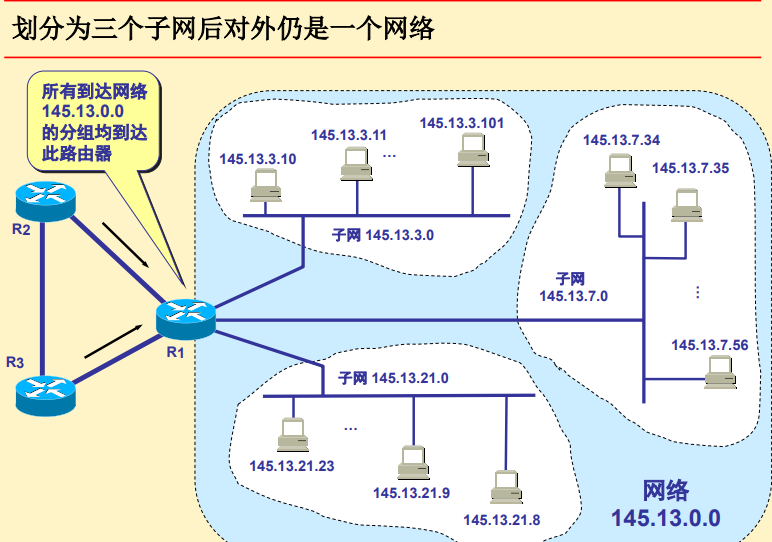 划分为三个子网后对外仍是一个网络
所有到达网络
145.13.0.0
的分组均到达
此路由器
R2
R3
R1
145.13.3.10
145.13.3.11
…
145.13.3.101
子网 145.13.3.0
145.13.7.34
145.13.7.35
子网
145.13.7.0
…
145.13.7.56
子网 145.13.21.0
…
145.13.21.23
145.13.21.9
145.13.21.8
网络
145.13.0.0